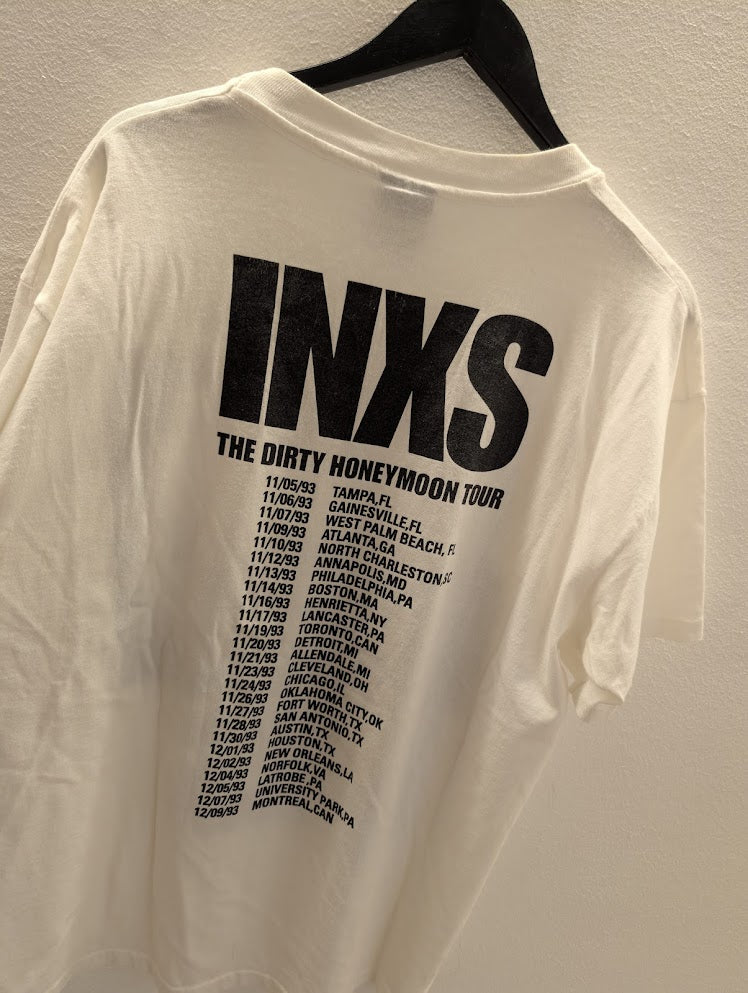 INXS
THE DIRTY HONEYMOON TOUR
11/05/93 TAMPA,FL
11/06/93 GAINESVILLE,FL
11/07/93 WEST PALM BEACH, FL
11/09/93 ATLANTA,GA
11/10/93 NORTH CHARLESTON,SC
11/12/93 ANNAPOLIS,MD
11/13/93 PHILADELPHIA,PA
11/14/93 BOSTON,MA
11/16/93 HENRIETTA,NY
11/17/93 LANCASTER,PA
11/19/93 TORONTO,CAN
11/20/93 DETROIT,MI
11/21/93 ALLENDALE,MI
11/23/93 CLEVELAND,OH
11/24/93 CHICAGO,IL
11/26/93 OKLAHOMA CITY,OK
11/27/93 FORT WORTH,TX
11/28/93 SAN ANTONIO,TX
11/30/93 AUSTIN,TX
12/01/93 HOUSTON,TX
12/02/93 NEW ORLEANS,LA
12/04/93 NORFOLK,VA
12/05/93 LATROBE,PA
12/07/93 UNIVERSITY PARK,PA
12/09/93 MONTREAL,CAN